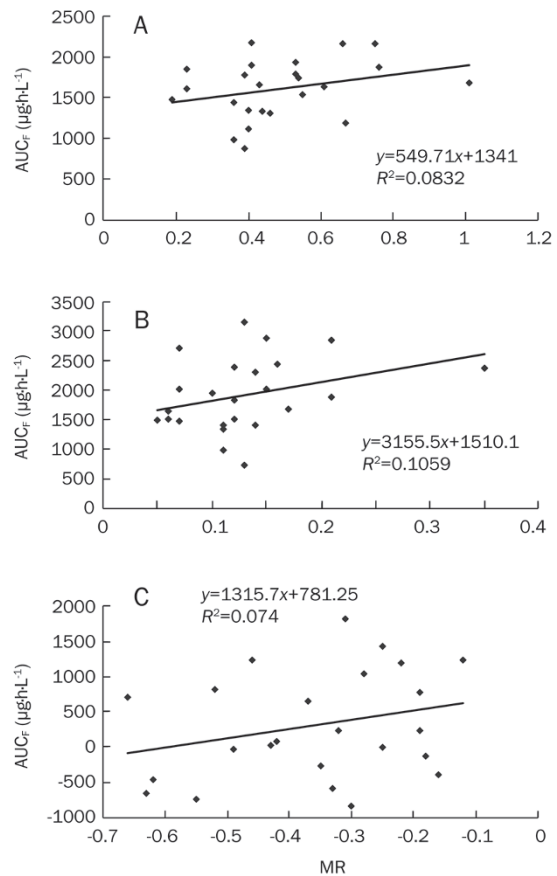 A
2500
2000
1500
1000
500
0
AUCF (µg·h·L-1)
y=549.71x+1341
R²=0.0832
0 0.2 0.4 0.6 0.8 1 1.2
B
3500
3000
2500
2000
1500
1000
500
0
AUCF (µg·h·L-1)
y=3155.5x+1510.1
R²=0.1059
0 0.1 0.2 0.3 0.4
C
y=1315.7x+781.25
R²=0.074
2000
1500
1000
500
0
-500
-1000
AUCF (µg·h·L-1)
-0.7 -0.6 -0.5 -0.4 -0.3 -0.2 -0.1 0
MR